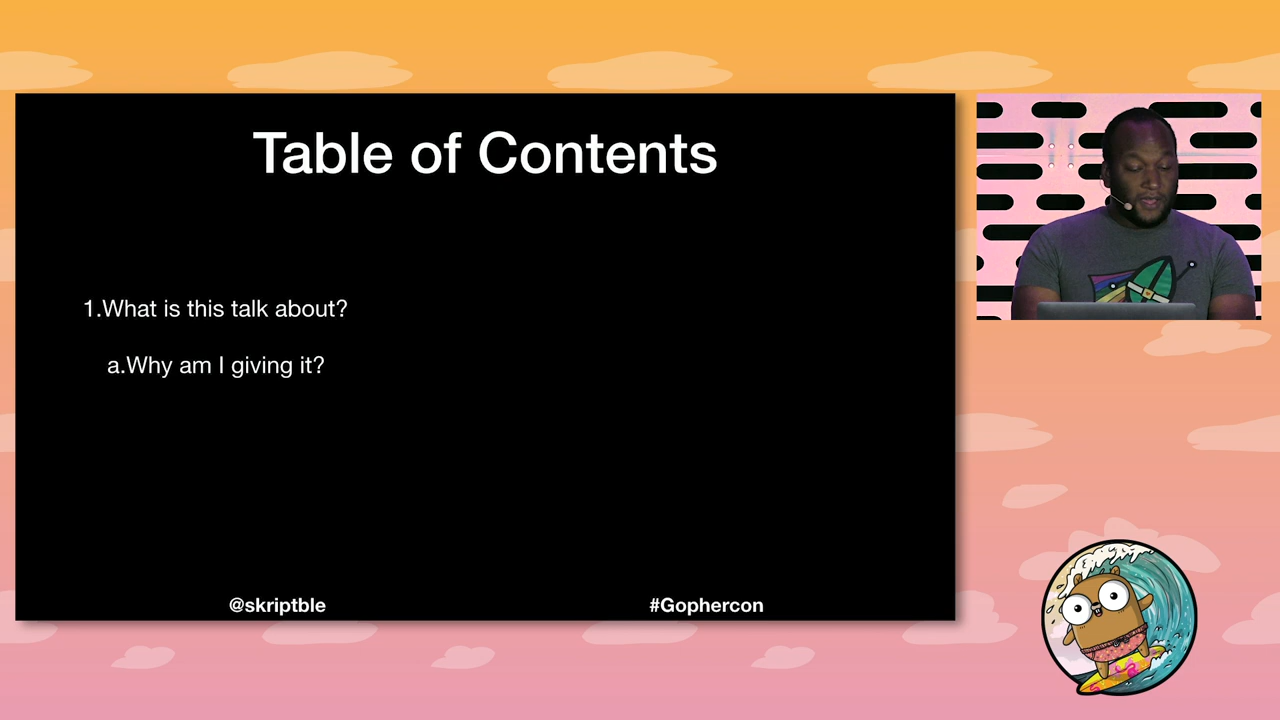 Table of Contents
1.What is this talk about?
a.Why am I giving it?
@skriptble
#Gophercon